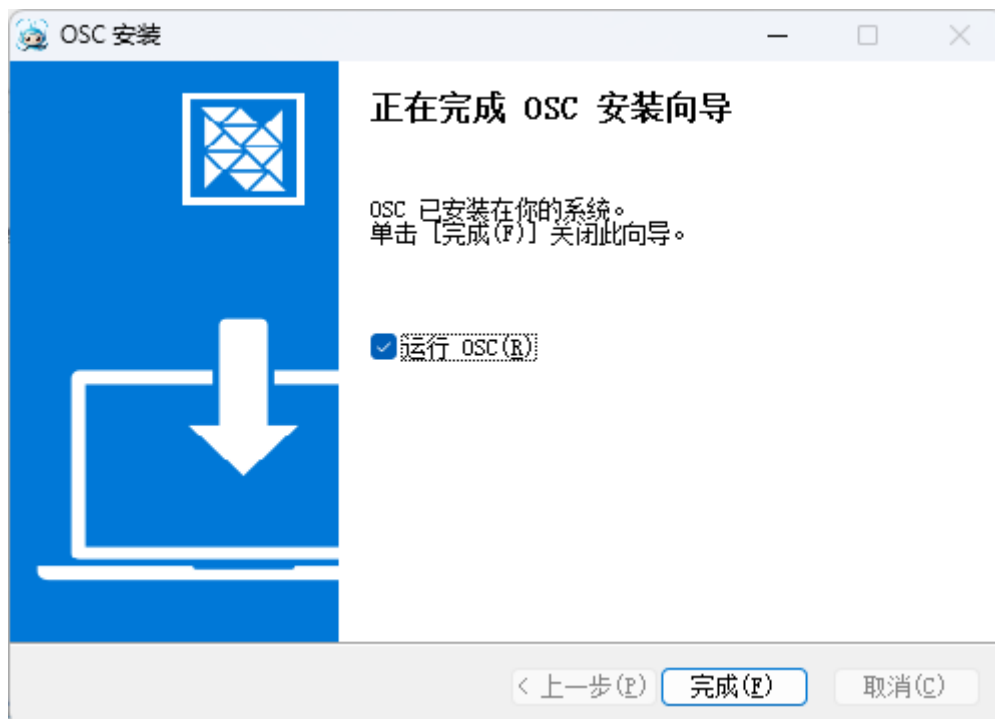 OSC 安装
正在完成 OSC 安装向导
OSC 已安装在你的系统。
单击 [完成(F)] 关闭此向导。
运行 OSC(R)
< 上一步(P)
完成(F)
取消(C)